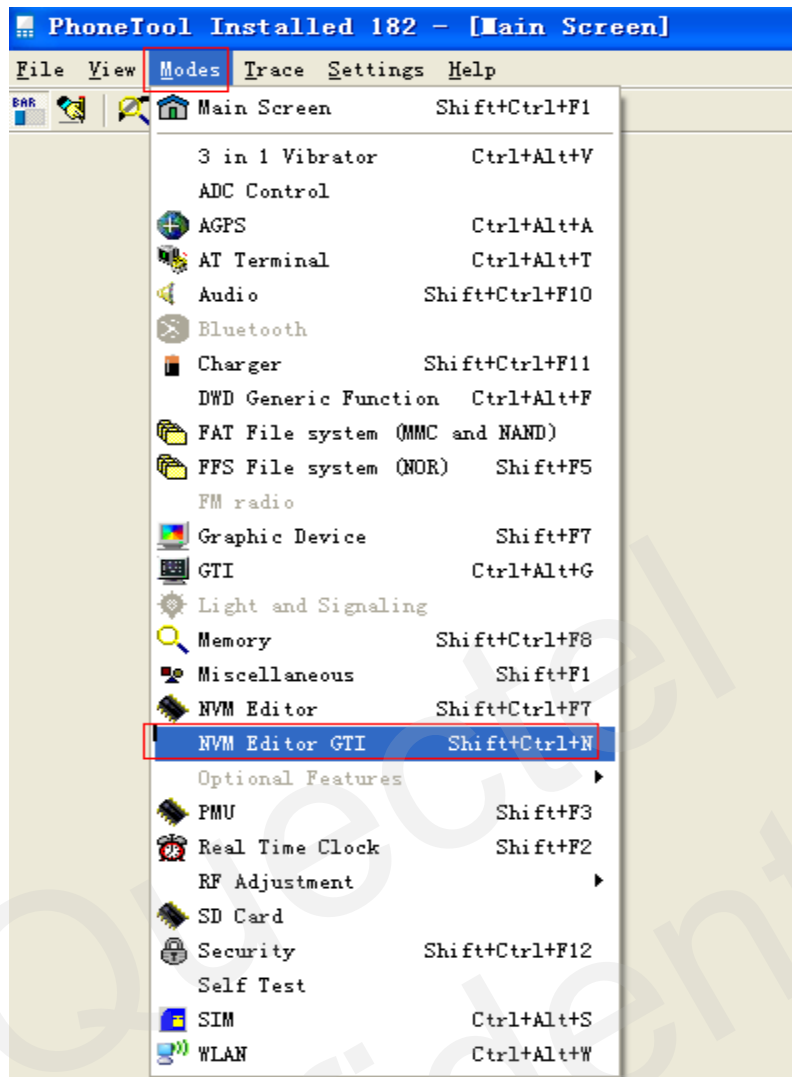 PhoneTool Installed 182 - [Main Screen]
File View Modes Trace Settings Help
BAR
Main Screen Shift+Ctrl+F1
3 in 1 Vibrator Ctrl+Alt+V
ADC Control
AGPS Ctrl+Alt+A
AT Terminal Ctrl+Alt+T
Audio Shift+Ctrl+F10
Bluetooth
Charger Shift+Ctrl+F11
DWD Generic Function Ctrl+Alt+F
FAT File system (MMC and NAND)
FFS File system (NOR) Shift+F5
FM radio
Graphic Device Shift+F7
GTI Ctrl+Alt+G
Light and Signaling
Memory Shift+Ctrl+F8
Miscellaneous Shift+F1
NVM Editor Shift+Ctrl+F7
NVM Editor GTI Shift+Ctrl+N
Optional Features
PMU Shift+F3
Real Time Clock Shift+F2
RF Adjustment
SD Card
Security Shift+Ctrl+F12
Self Test
SIM Ctrl+Alt+S
WLAN Ctrl+Alt+W
Quectel